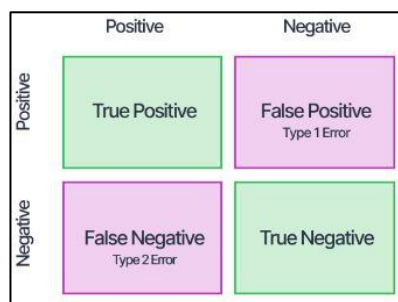 Positive Negative
Positive
True Positive
False Positive
Type 1 Error
Negative
False Negative
Type 2 Error
True Negative